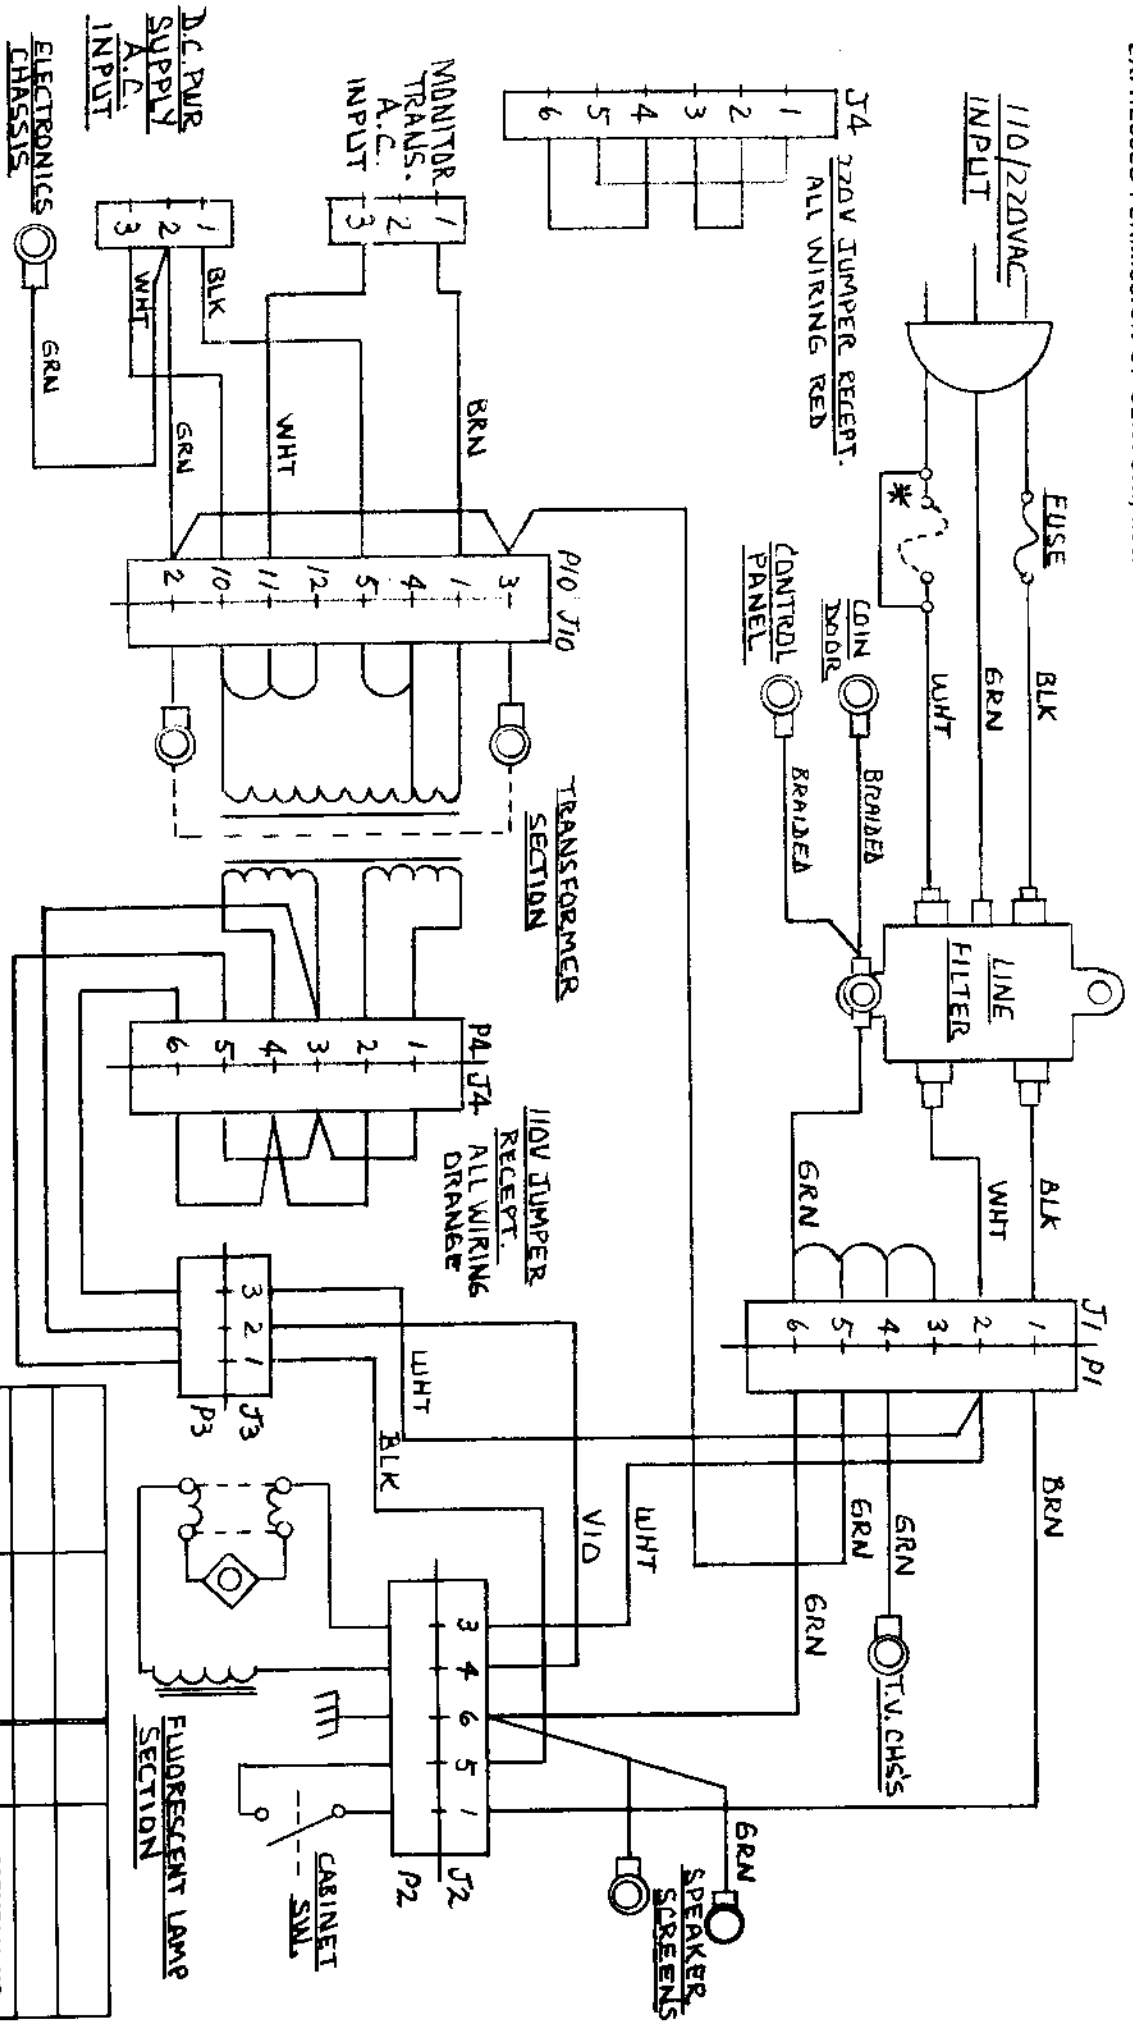 110/220VAC
INPUT
FUSE
*
BLK
GRN
WHT
LINE
FILTER
BLK
WHT
GRN
J1 P1
1
2
3
4
5
6
BRN
GRN
T.V. CHS'S
GRN
GRN
WHT
VIO
COIN
DOOR
CONTROL
PANEL
BRAIDED
BRAIDED
J4
1
2
3
4
5
6
220V JUMPER RECEPT.
ALL WIRING RED
MONITOR
TRANS.
A.C.
INPUT
1
2
3
BRN
WHT
D.C. PWR
SUPPLY
A.C.
INPUT
1
2
3
BLK
WHT
GRN
ELECTRONICS
CHASSIS
GRN
P10 J10
3
1
4
5
12
11
10
2
TRANSFORMER
SECTION
P4 J4
1
2
3
4
5
6
110V JUMPER
RECEPT.
ALL WIRING
ORANGE
3
2
1
J3
P3
WHT
BLK
3
4
6
5
1
J2
P2
GRN
SPEAKER
SCREENS
CABINET
SW.
FLUORESCENT LAMP
SECTION